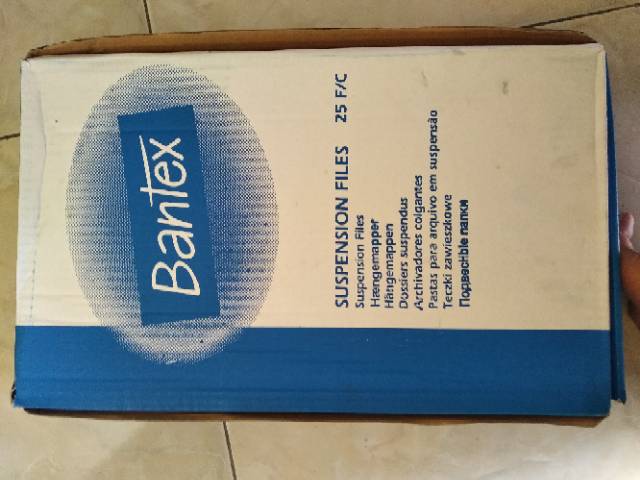 Bantex
SUSPENSION FILES 25 F/C
Suspension Files
Hængemapper
Hängemappen
Dossiers suspendus
Archivadores colgantes
Pastas para arquivo em suspensão
Teczki zawieszkowe
Подвесные папки